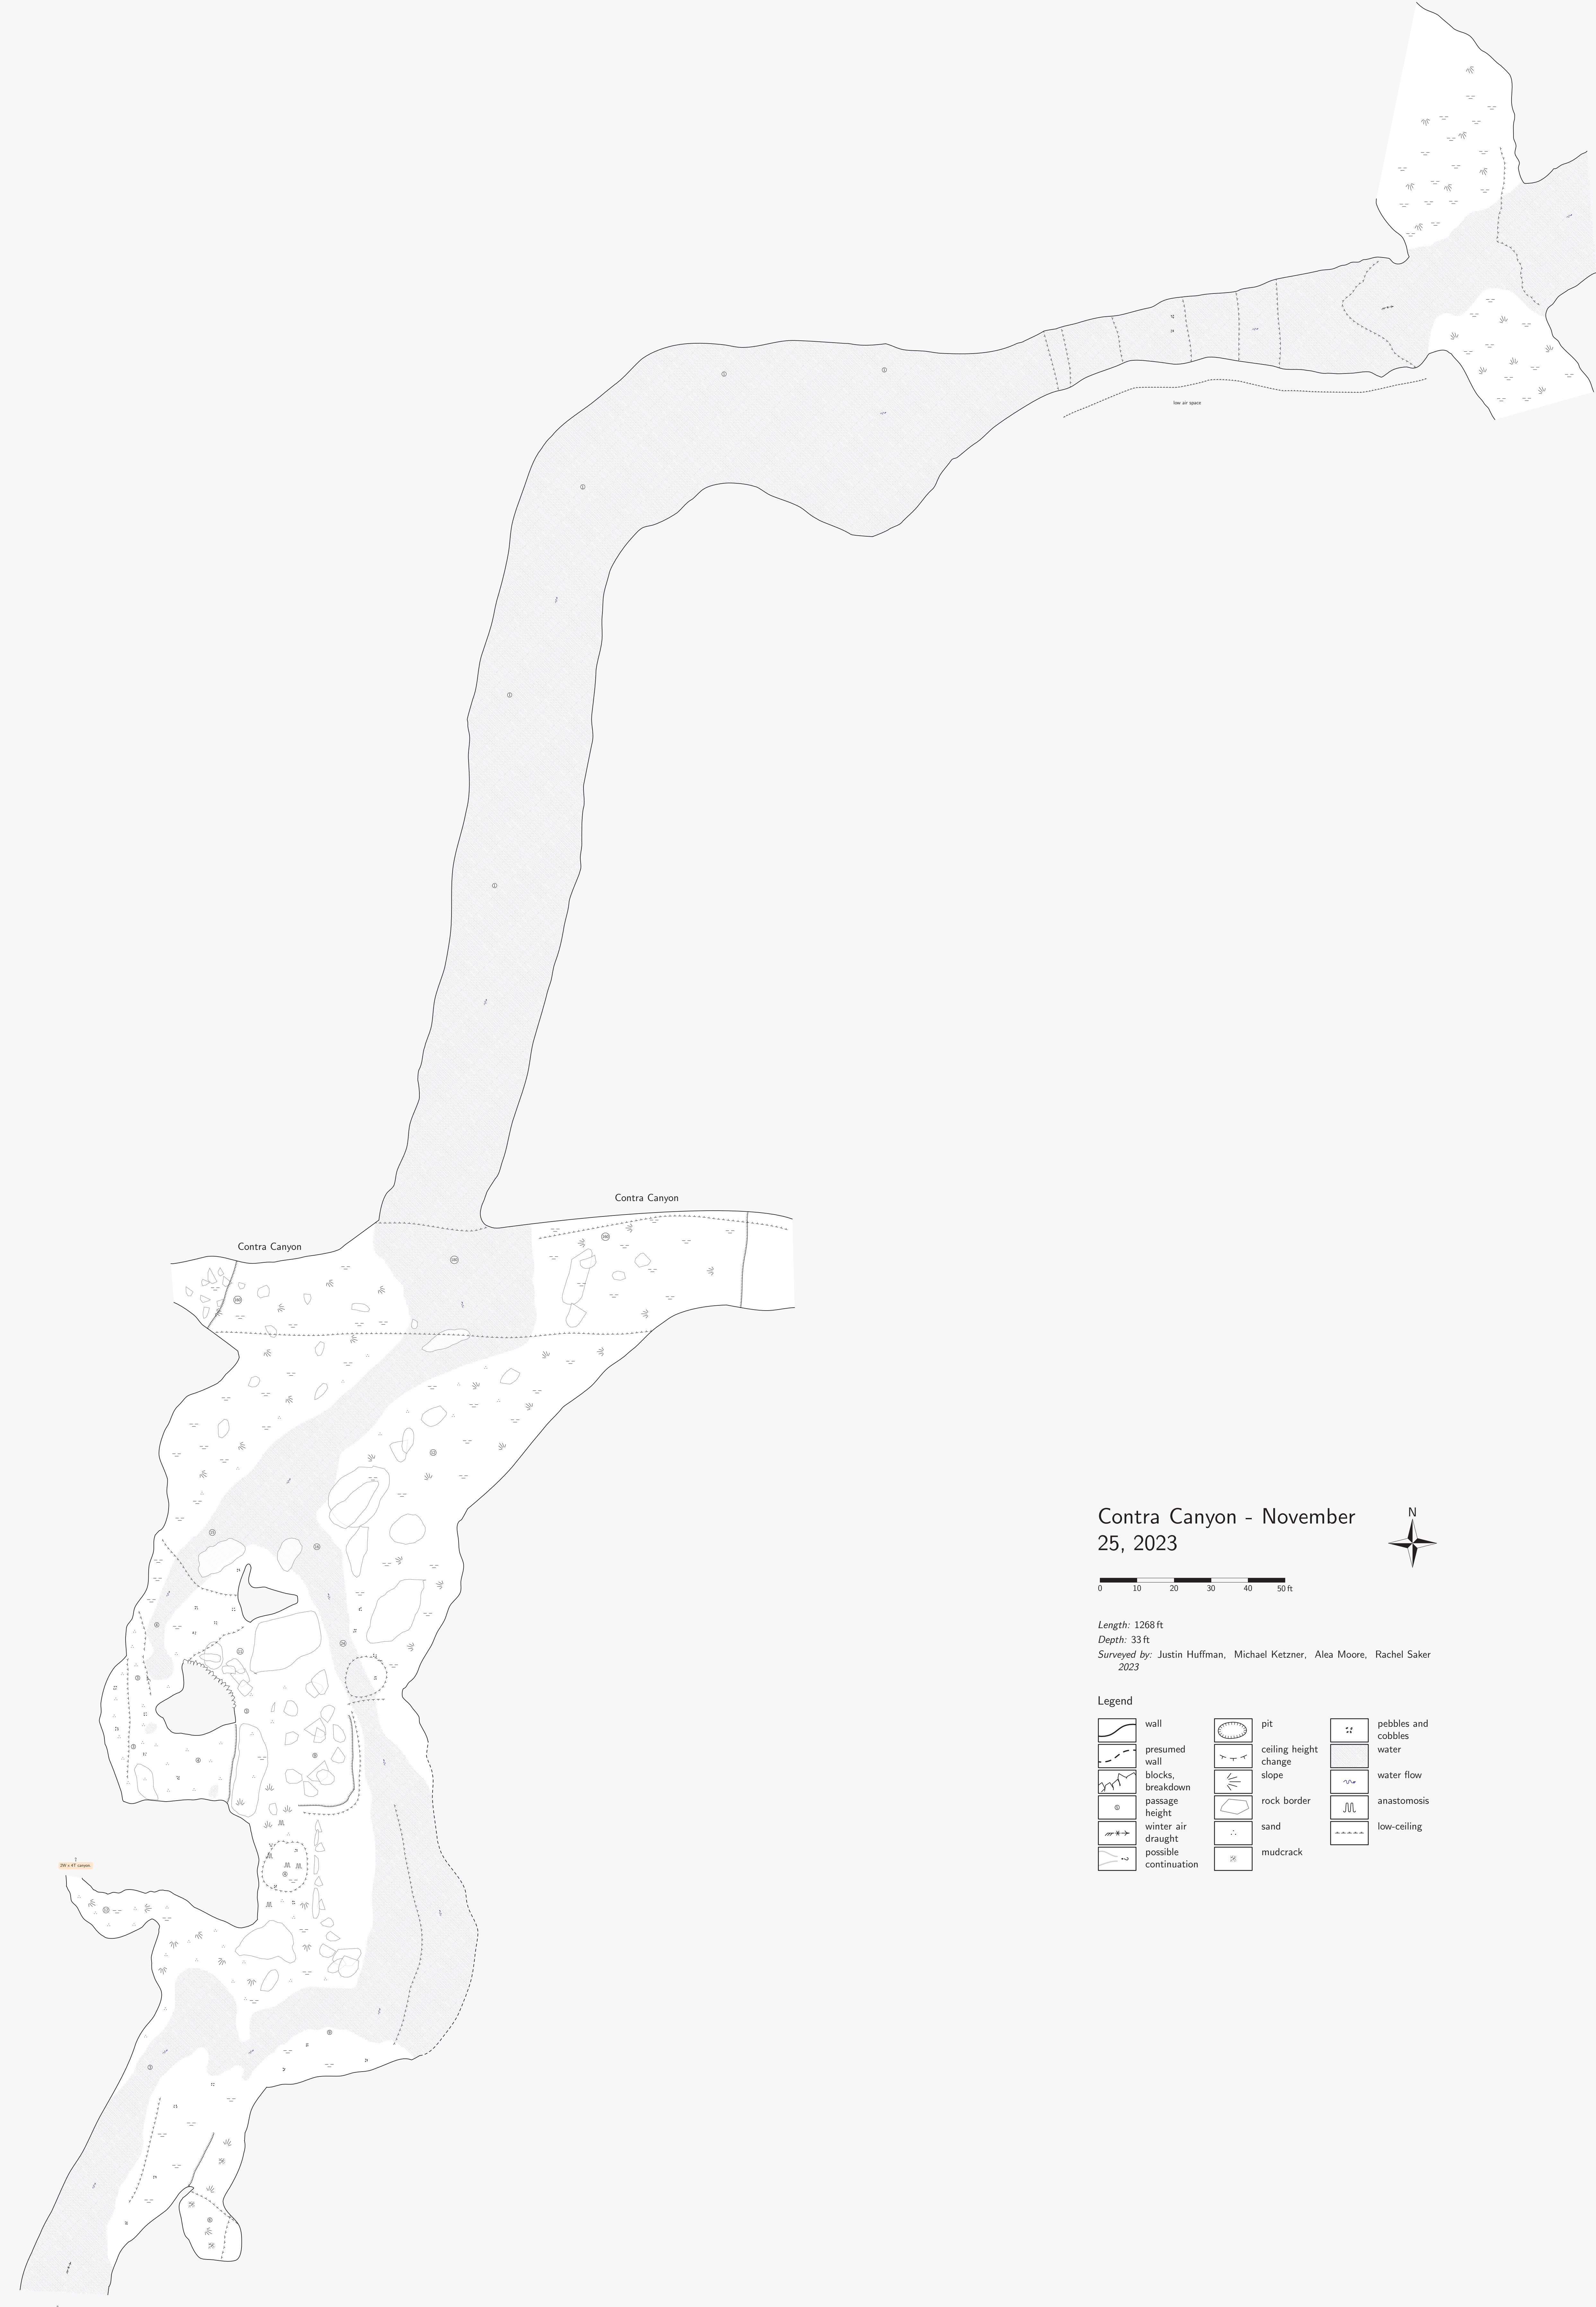 low air space
Contra Canyon
Contra Canyon
Contra Canyon - November
25, 2023
N
0 10 20 30 40 50 ft
Length: 1268 ft
Depth: 33 ft
Surveyed by: Justin Huffman, Michael Ketzner, Alea Moore, Rachel Saker
2023
Legend
wall
presumed
wall
blocks,
breakdown
passage
height
winter air
draught
possible
continuation
pit
ceiling height
change
slope
rock border
sand
mudcrack
pebbles and
cobbles
water
water flow
anastomosis
low-ceiling
?
3W x 4T canyon